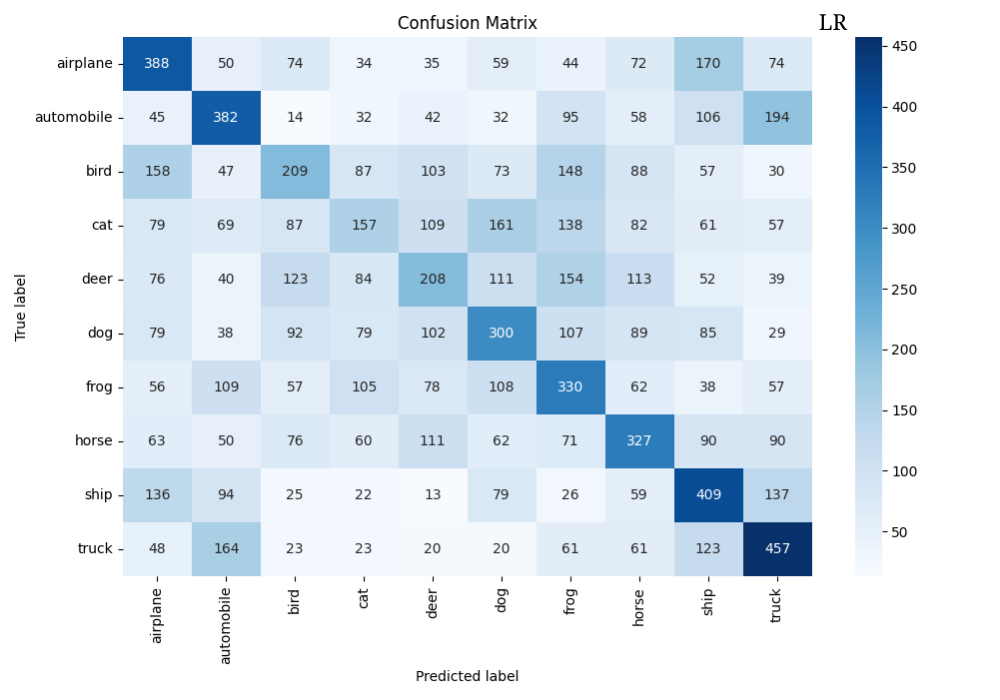 Confusion Matrix
LR
airplane 388 50 74 34 35 59 44 72 170 74
automobile 45 382 14 32 42 32 95 58 106 194
bird 158 47 209 87 103 73 148 88 57 30
cat 79 69 87 157 109 161 138 82 61 57
deer 76 40 123 84 208 111 154 113 52 39
dog 79 38 92 79 102 300 107 89 85 29
frog 56 109 57 105 78 108 330 62 38 57
horse 63 50 76 60 111 62 71 327 90 90
ship 136 94 25 22 13 79 26 59 409 137
truck 48 164 23 23 20 20 61 61 123 457
airplane automobile bird cat deer dog frog horse ship truck
Predicted label
True label
450
400
350
300
250
200
150
100
50